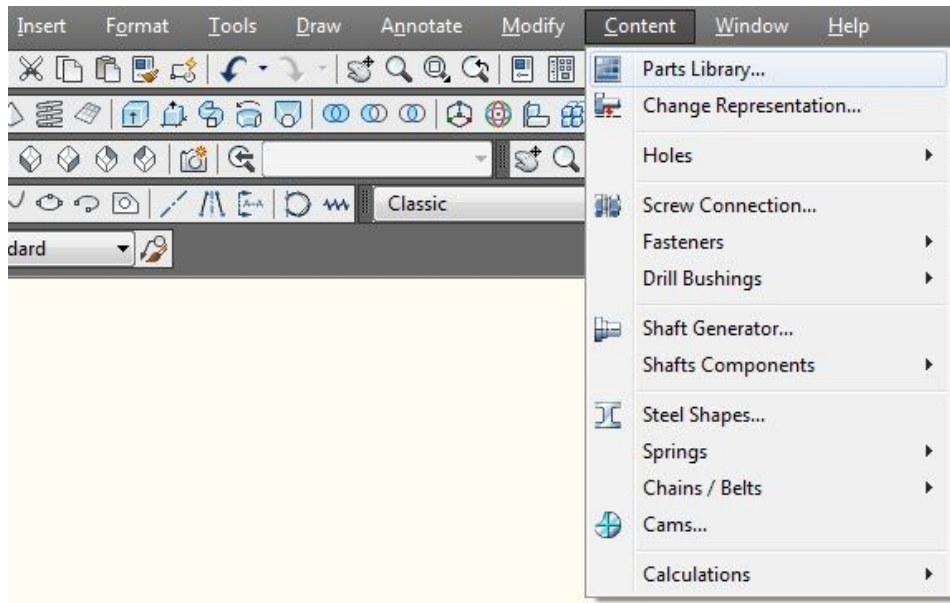 Insert Format Tools Draw Annotate Modify Content Window Help
Parts Library...
Change Representation...
Holes
Classic
Screw Connection...
dard
Fasteners
Drill Bushings
Shaft Generator...
Shafts Components
Steel Shapes...
Springs
Chains / Belts
Cams...
Calculations